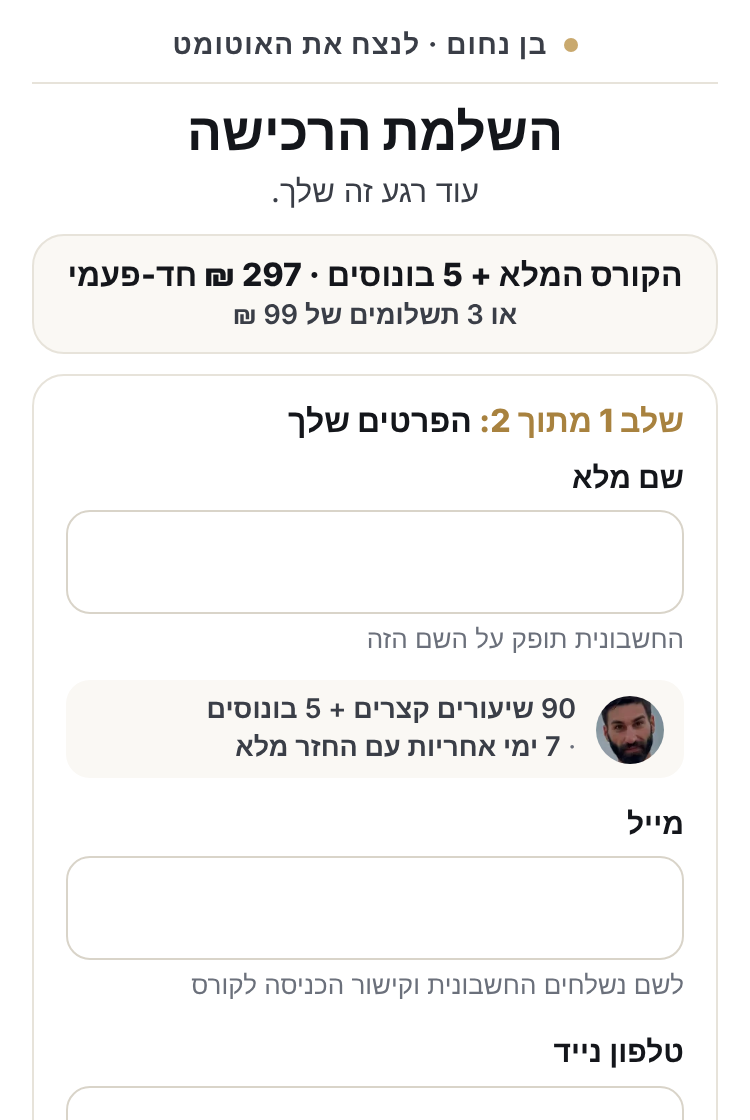 בן נחום · לנצח את האוטומט
השלמת הרכישה
עוד רגע זה שלך.
הקורס המלא + 5 בונוסים · 297 ₪ חד-פעמי
או 3 תשלומים של 99 ₪
שלב 1 מתוך 2: הפרטים שלך
שם מלא
החשבונית תופק על השם הזה
90 שיעורים קצרים + 5 בונוסים
· 7 ימי אחריות עם החזר מלא
מייל
לשם נשלחים החשבונית וקישור הכניסה לקורס
טלפון נייד